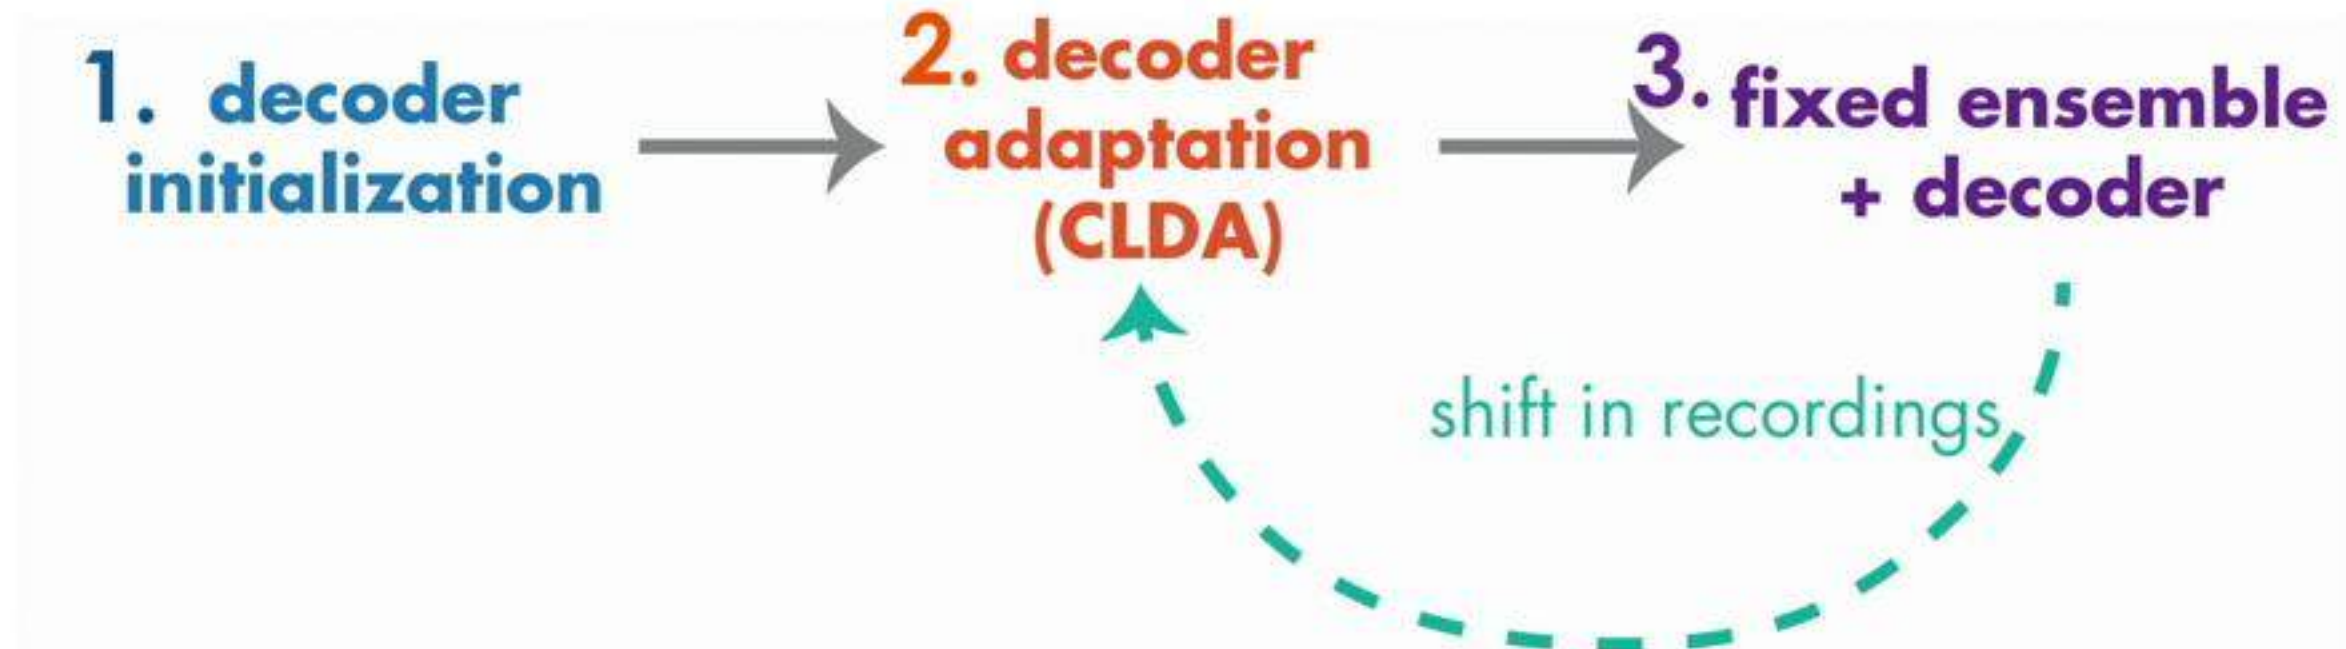 1. decoder
initialization
2. decoder
adaptation
(CLDA)
3. fixed ensemble
+ decoder
shift in recordings